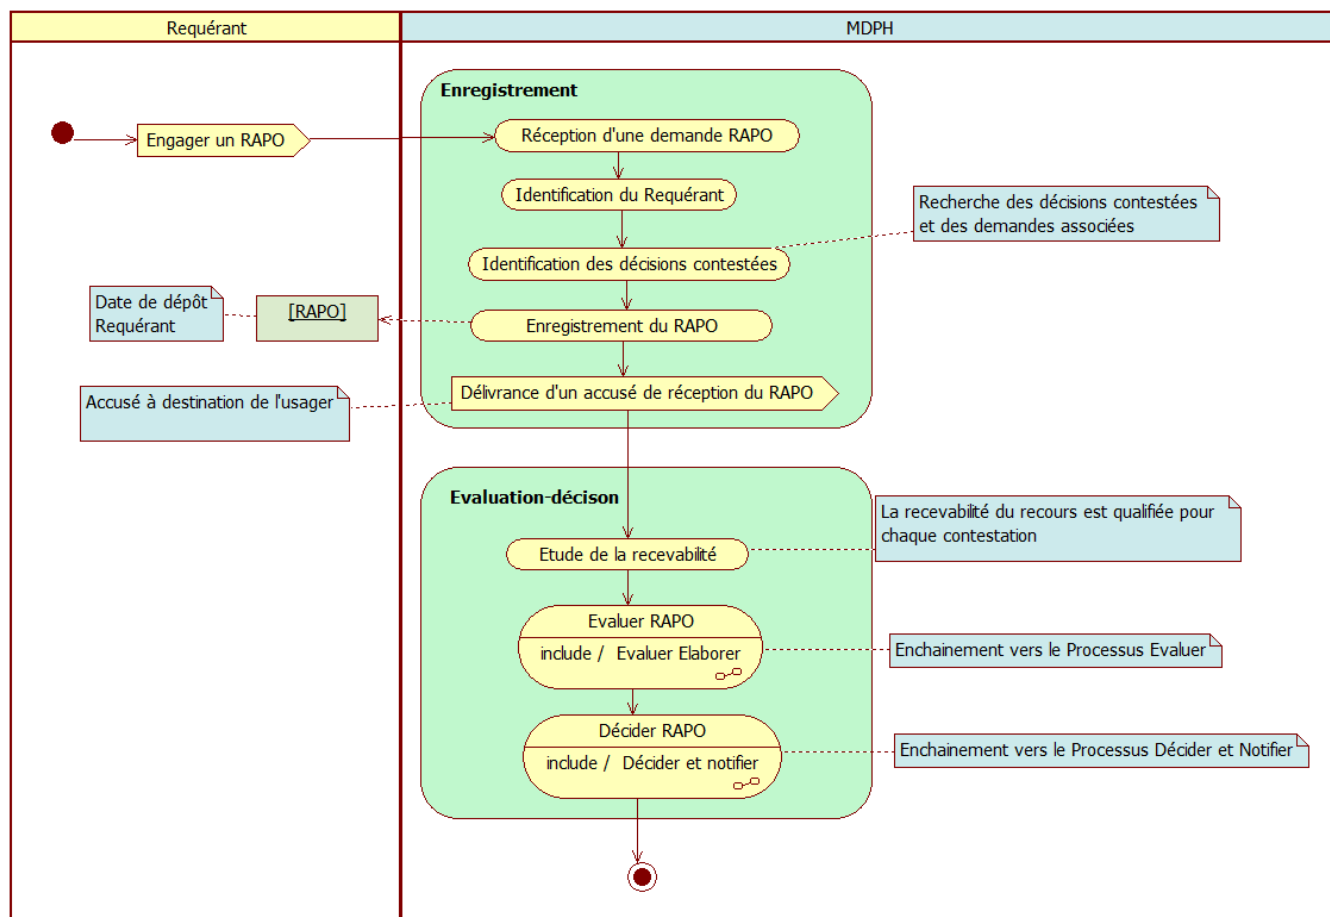 Requérant
MDPH
Enregistrement
Engager un RAPO
Réception d'une demande RAPO
Identification du Requérant
Recherche des décisions contestées
et des demandes associées
Identification des décisions contestées
Date de dépôt
Requérant
[RAPO]
Enregistrement du RAPO
Accusé à destination de l'usager
Délivrance d'un accusé de réception du RAPO
Evaluation-décison
La recevabilité du recours est qualifiée pour
chaque contestation
Etude de la recevabilité
Evaluer RAPO
include / Evaluer Elaborer
Enchainement vers le Processus Evaluer
Décider RAPO
include / Décider et notifier
Enchainement vers le Processus Décider et Notifier